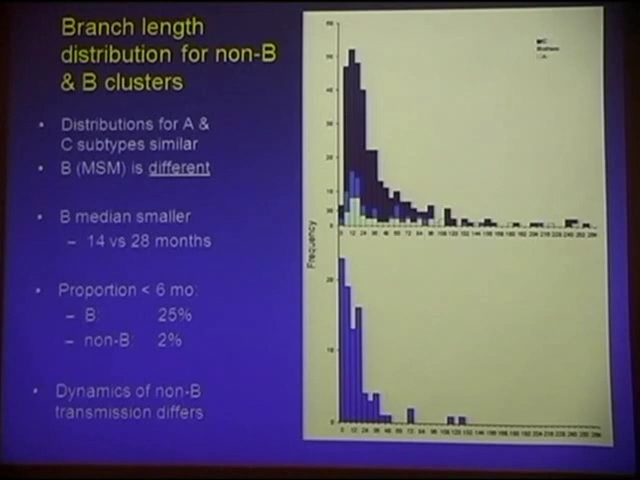 Branch length
distribution for non-B
& B clusters
• Distributions for A &
C subtypes similar
• B (MSM) is different
• B median smaller
– 14 vs 28 months
• Proportion < 6 mo:
– B: 25%
– non-B: 2%
• Dynamics of non-B
transmission differs
Frequency